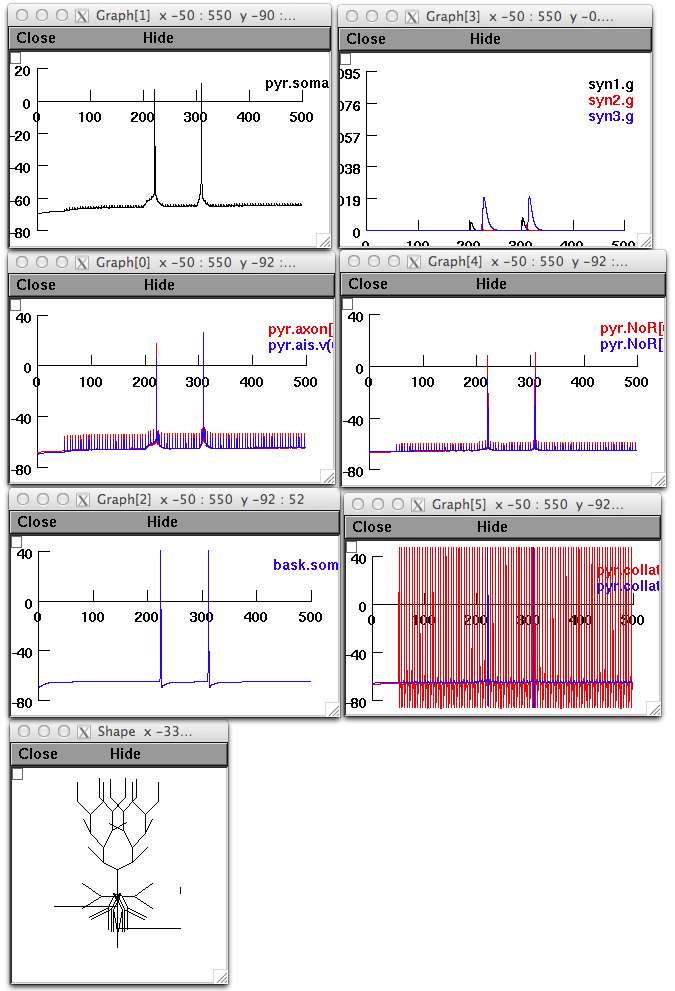 Graph[1] x -50 : 550 y -90 :...
Close Hide
20
pyr.soma
0
0 100 200 300 400 500
-20
-40
-60
-80
Graph[3] x -50 : 550 y -0....
Close Hide
095
syn1.g
076
syn2.g
057
syn3.g
038
019
0
0 100 200 300 400 500
Graph[0] x -50 : 550 y -92 :...
Close Hide
40
pyr.axon[
pyr.ais.v(
0
0 100 200 300 400 500
-40
-80
Graph[4] x -50 : 550 y -92 :...
Close Hide
40
pyr.NoR[
pyr.NoR[
0
0 100 200 300 400 500
-40
-80
Graph[2] x -50 : 550 y -92 : 52
Close Hide
40
bask.som
0
0 100 200 300 400 500
-40
-80
Graph[5] x -50 : 550 y -92...
Close Hide
40
pyr.collat
pyr.collat
0
0 100 200 300 400 500
-40
-80
Shape x -33...
Close Hide